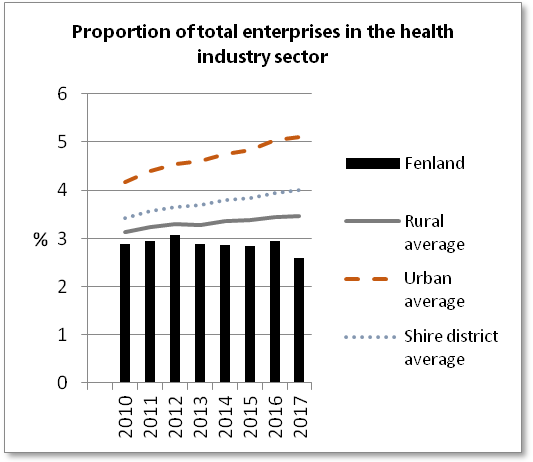 Proportion of total enterprises in the health
industry sector
6
5
4
3
2
1
0
%
2010
2011
2012
2013
2014
2015
2016
2017
Fenland
Rural
average
Urban
average
Shire district
average